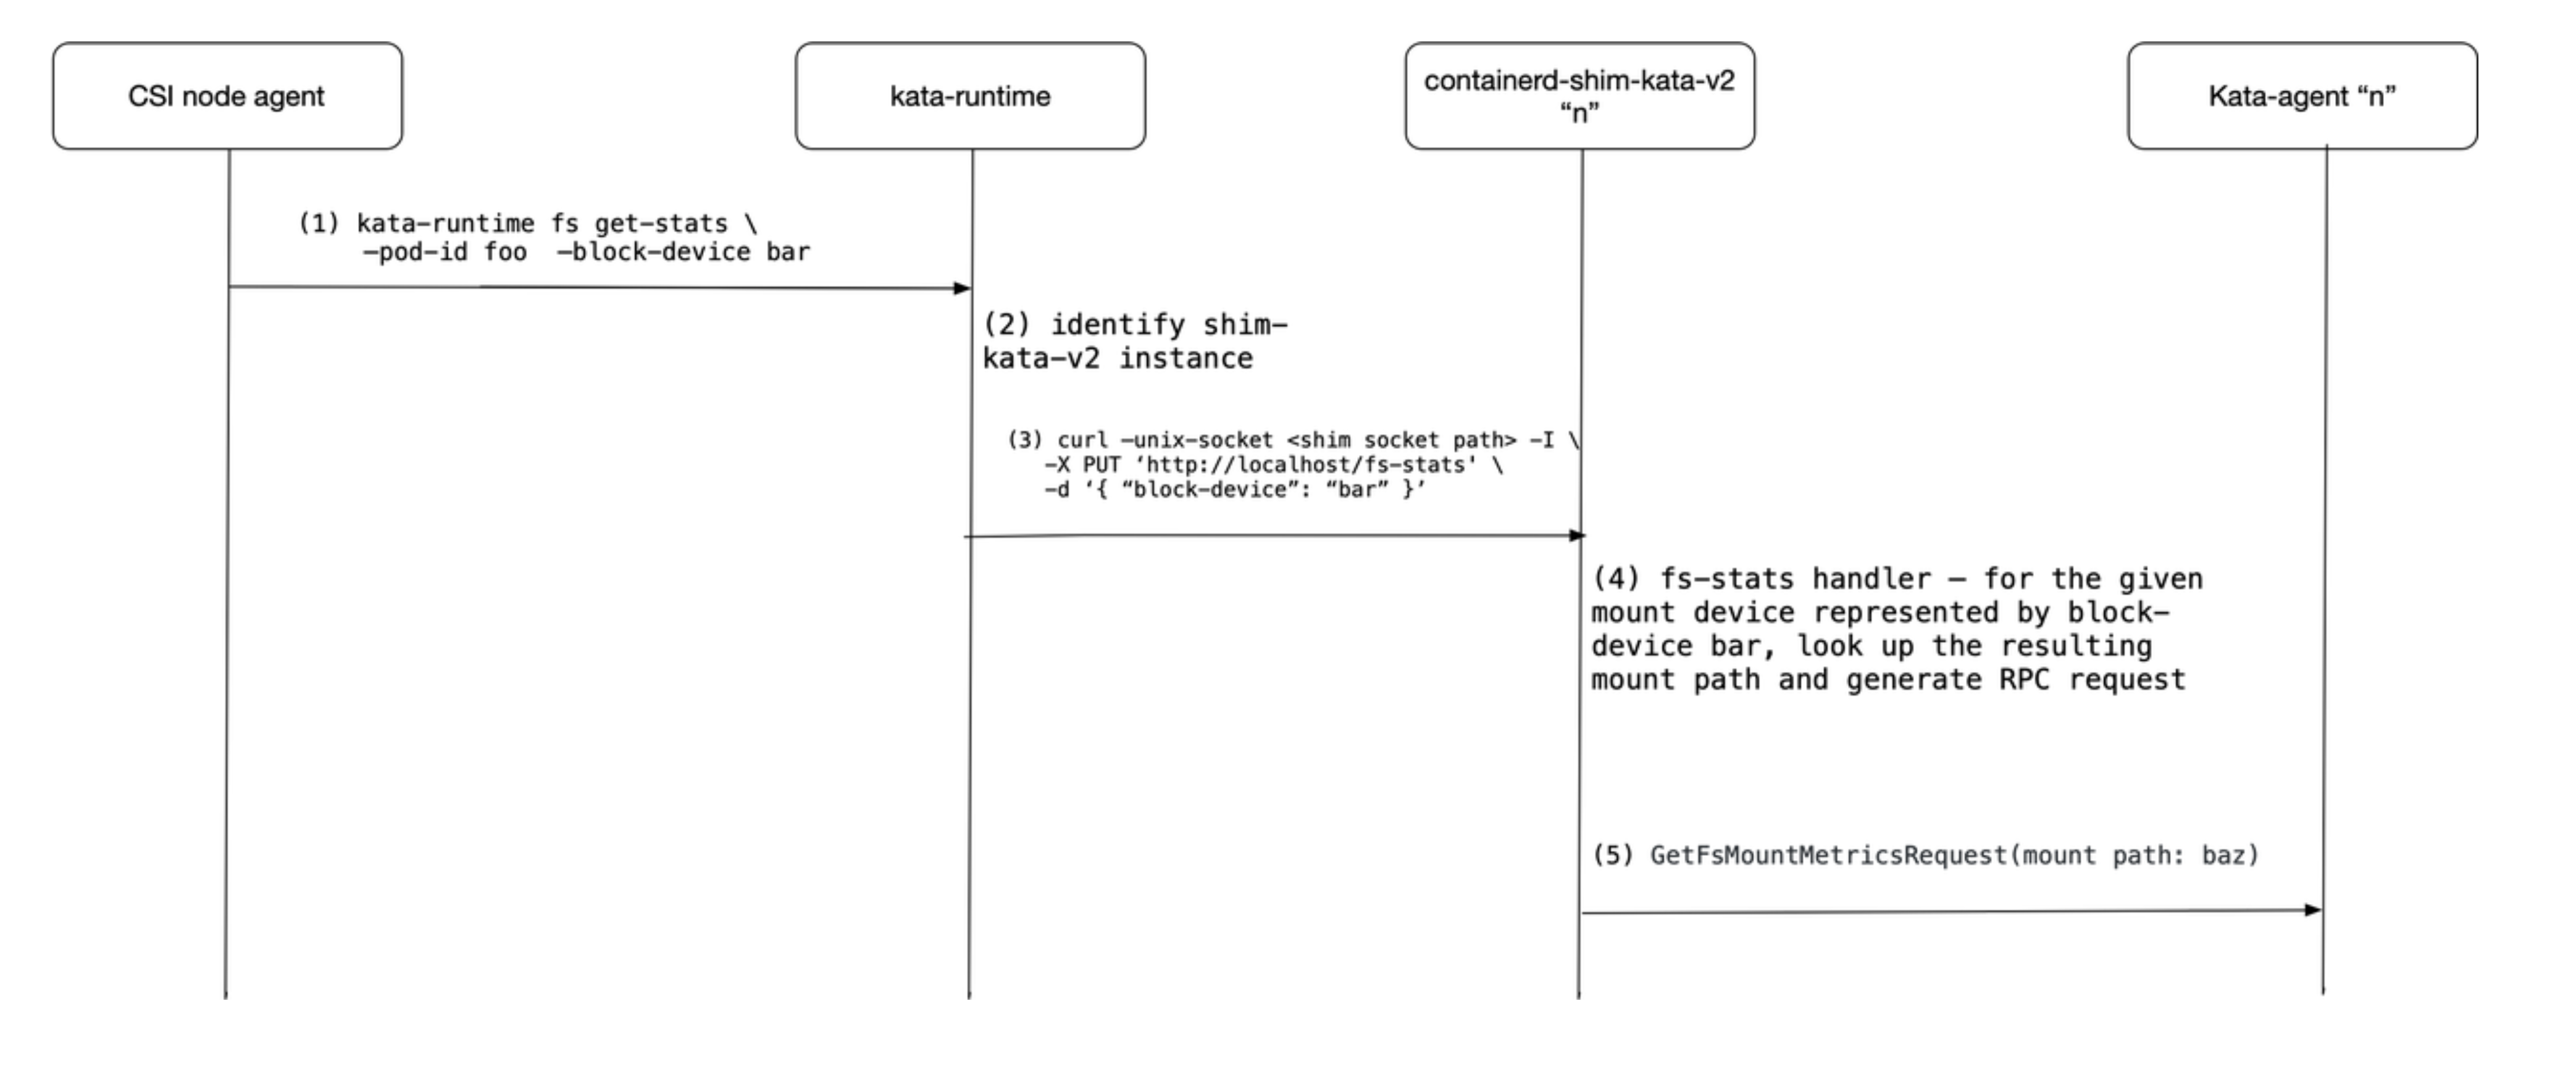 CSI node agent
kata-runtime
containerd-shim-kata-v2
“n”
Kata-agent “n”
(1) kata-runtime fs get-stats \
—pod-id foo  —block-device bar
(2) identify shim-
kata-v2 instance
(3) curl —unix-socket <shim socket path> -I \
-X PUT ‘http://localhost/fs-stats' \
-d ‘{ “block-device”: “bar” }’
(4) fs-stats handler – for the given
mount device represented by block-
device bar, look up the resulting
mount path and generate RPC request
(5) GetFsMountMetricsRequest(mount path: baz)